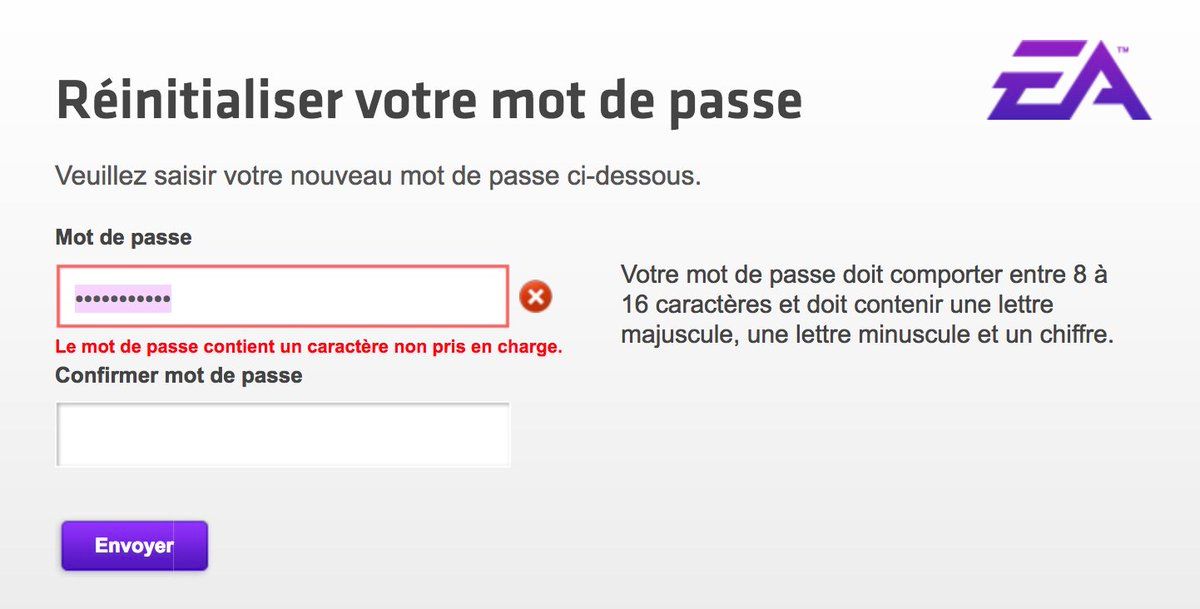 EA™
Réinitialiser votre mot de passe
Veuillez saisir votre nouveau mot de passe ci-dessous.
Mot de passe
•••••••••••
Le mot de passe contient un caractère non pris en charge.
Votre mot de passe doit comporter entre 8 à
16 caractères et doit contenir une lettre
majuscule, une lettre minuscule et un chiffre.
Confirmer mot de passe
Envoyer